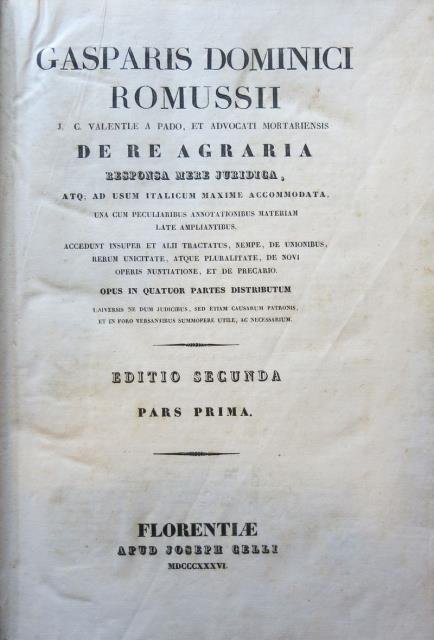 GASPARIS DOMINICI
ROMUSSII
J. C. VALENTLE A PADO, ET ADVOCATI MORTARIENSIS
DE RE AGRARIA
RESPONSA MERE JURIDICA,
ATQ; AD USUM ITALICUM MAXIME ACCOMMODATA,
UNA CUM PECULIARIBUS ANNOTATIONIBUS MATERIAM
LATE AMPLIANTIBUS.
ACCEDUNT INSUPER ET ALII TRACTATUS, NEMPE, DE UNIONIBUS,
RERUM UNICITATE, ATQUE PLURALITATE, DE NOVI
OPERIS NUNTIATIONE, ET DE PRECARIO.
OPUS IN QUATUOR PARTES DISTRIBUTUM
UNIVERSIS NE DUM JUDICIBUS, SED ETIAM CAUSARUM PATRONIS,
ET IN FORO VERSANTIBUS SUMMOPERE UTILE, AC NECESSARIUM.
EDITIO SECUNDA
PARS PRIMA.
FLORENTIÆ
APUD JOSEPH CELLI
MDCCCXXXVI.